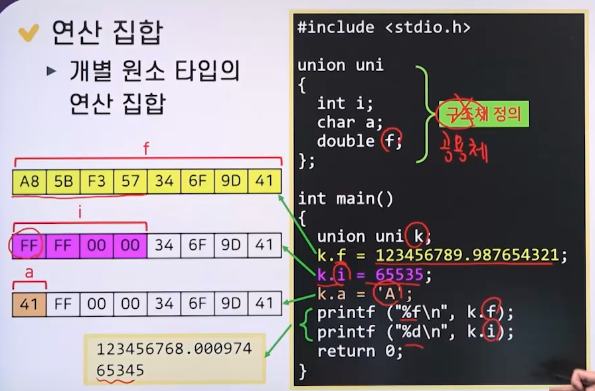 연산 집합
▶ 개별 원소 타입의
연산 집합
f
A8 5B F3 57 34 6F 9D 41
i
FF FF 00 00 34 6F 9D 41
a
41 FF 00 00 34 6F 9D 41
123456768.000974
65345
#include <stdio.h>
union uni
{
int i;
char a;
double f;
};
구조체 정의
공용체
int main()
{
union uni k;
k.f = 123456789.987654321;
k.i = 65535;
k.a = 'A';
printf ("%f\n", k.f);
printf ("%d\n", k.i);
return 0;
}